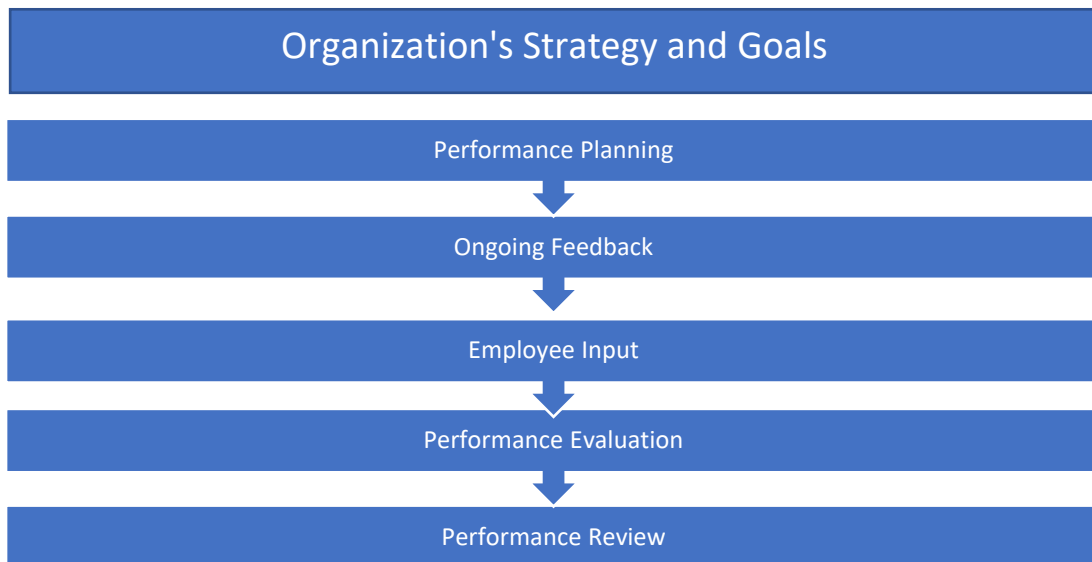 Organization's Strategy and Goals
Performance Planning
Ongoing Feedback
Employee Input
Performance Evaluation
Performance Review